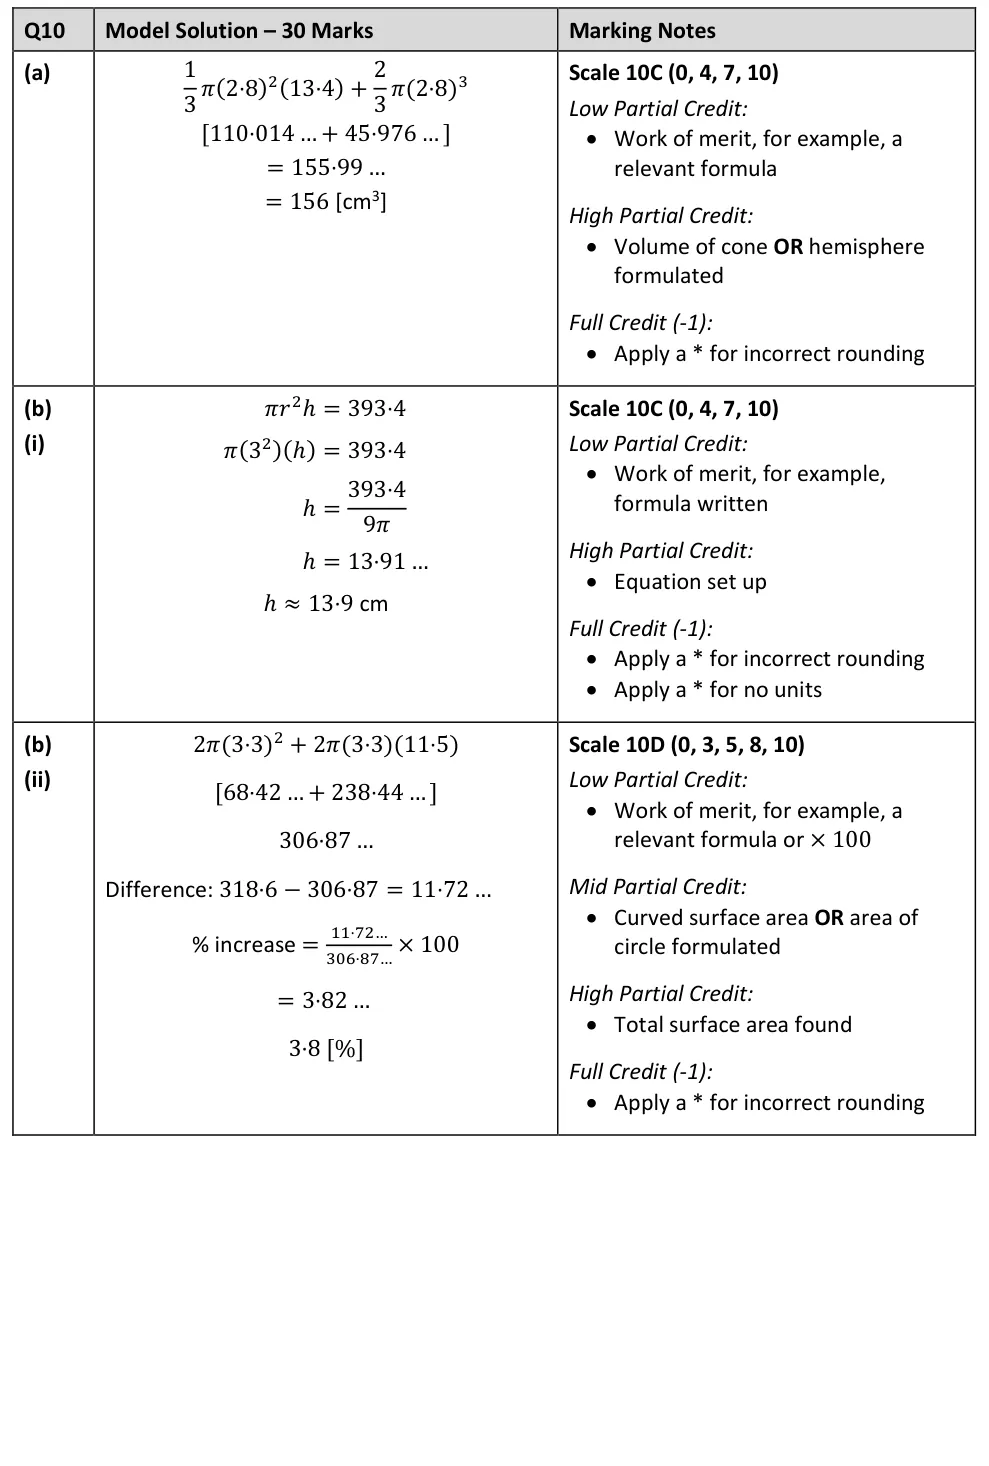 Q10 Model Solution – 30 Marks Marking Notes
(a)
1/3 π(2·8)²(13·4) + 2/3 π(2·8)³
[110·014 … + 45·976 …]
= 155·99 …
= 156 [cm³]
Scale 10C (0, 4, 7, 10)
Low Partial Credit:
• Work of merit, for example, a
relevant formula
High Partial Credit:
• Volume of cone OR hemisphere
formulated
Full Credit (-1):
• Apply a * for incorrect rounding
(b)
(i)
πr²h = 393·4
π(3²)(h) = 393·4
h = 393·4/9π
h = 13·91 …
h ≈ 13·9 cm
Scale 10C (0, 4, 7, 10)
Low Partial Credit:
• Work of merit, for example,
formula written
High Partial Credit:
• Equation set up
Full Credit (-1):
• Apply a * for incorrect rounding
• Apply a * for no units
(b)
(ii)
2π(3·3)² + 2π(3·3)(11·5)
[68·42 … + 238·44 …]
306·87 …
Difference: 318·6 − 306·87 = 11·72 …
% increase = 11·72…/306·87… × 100
= 3·82 …
3·8 [%]
Scale 10D (0, 3, 5, 8, 10)
Low Partial Credit:
• Work of merit, for example, a
relevant formula or × 100
Mid Partial Credit:
• Curved surface area OR area of
circle formulated
High Partial Credit:
• Total surface area found
Full Credit (-1):
• Apply a * for incorrect rounding